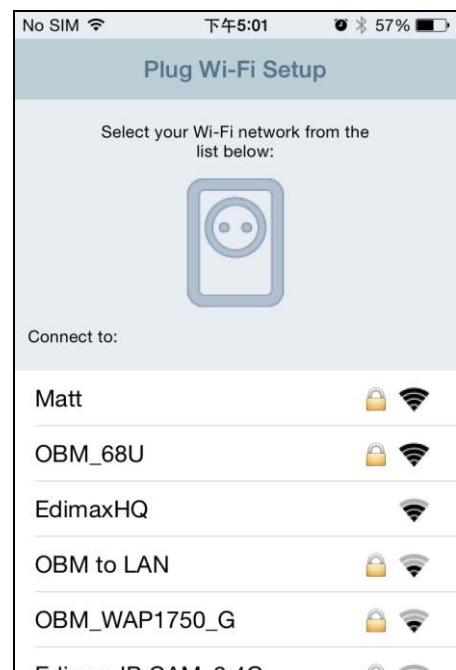 No SIM 下午5:01 57%
Plug Wi-Fi Setup
Select your Wi-Fi network from the
list below:
Connect to:
Matt
OBM_68U
EdimaxHQ
OBM to LAN
OBM_WAP1750_G